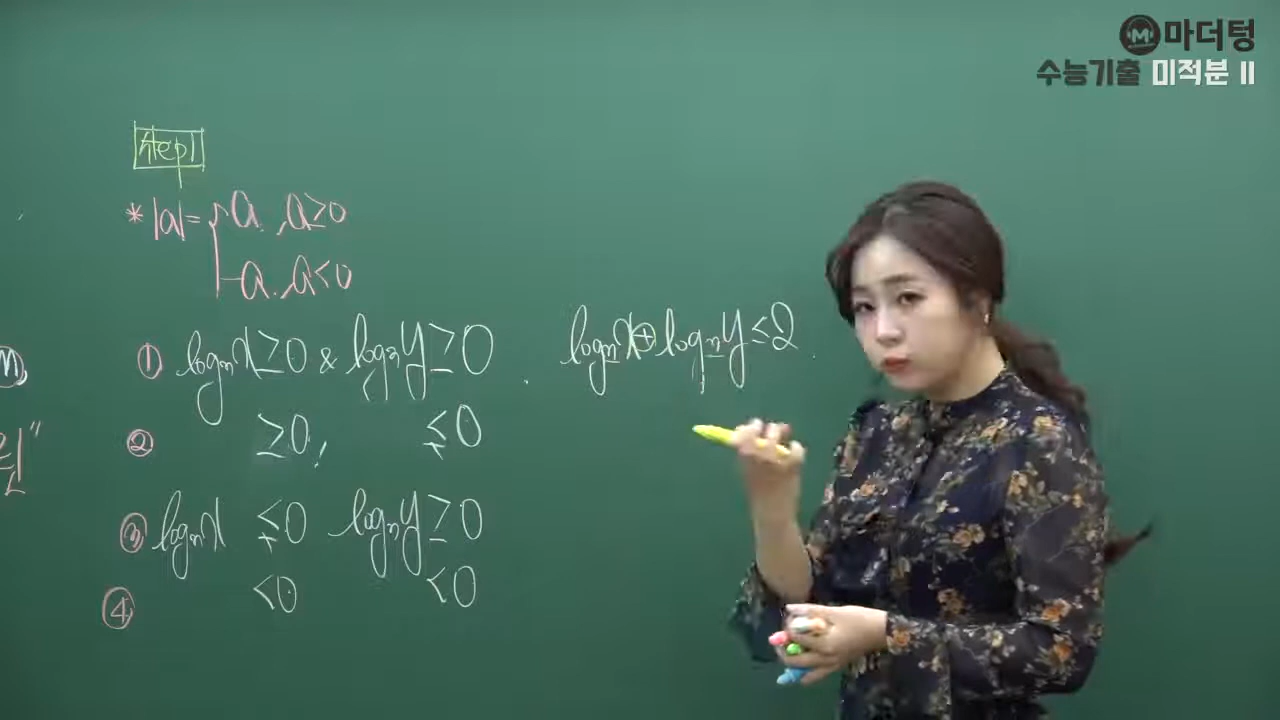 마더텅
수능기출 미적분 II
Step1
* |a|= { a, a≥0
-a, a<0
① logₙx≥0 & logₙy≥0 logₙx⊕logₙy≤2
② ≥0, ≤0
③ logₙx ≤0 logₙy≥0
④ <0 <0